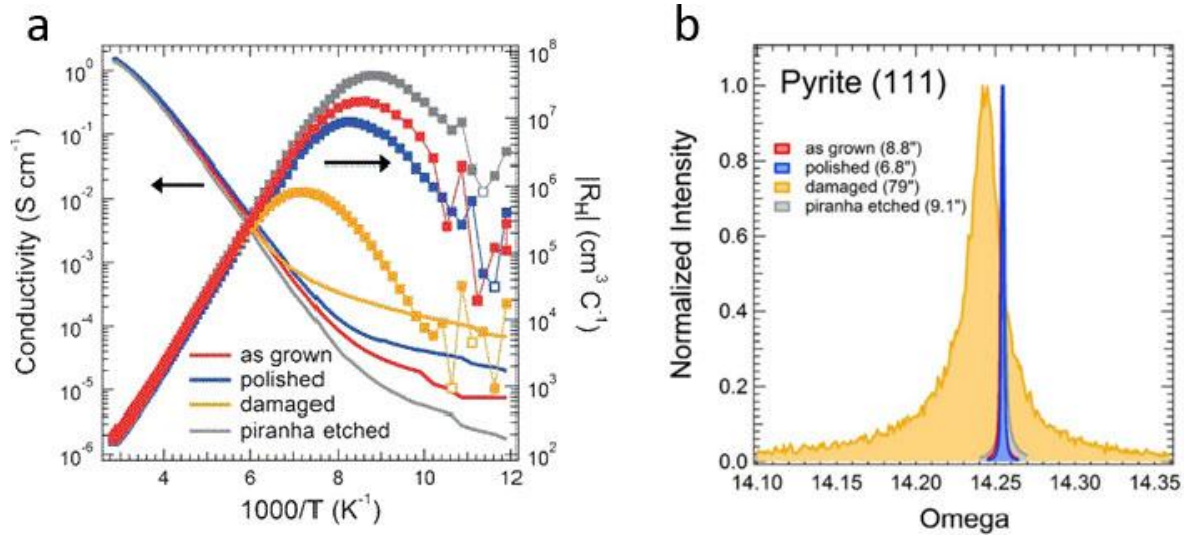 a
10⁰
10⁻¹
10⁻²
10⁻³
10⁻⁴
10⁻⁵
10⁻⁶
Conductivity (S cm⁻¹)
as grown
polished
damaged
piranha etched
10⁸
10⁷
10⁶
10⁵
10⁴
10³
10²
|R_H| (cm³ C⁻¹)
4 6 8 10 12
1000/T (K⁻¹)
b
Pyrite (111)
as grown (8.8")
polished (6.8")
damaged (79")
piranha etched (9.1")
1.0
0.8
0.6
0.4
0.2
0.0
Normalized Intensity
14.10 14.15 14.20 14.25 14.30 14.35
Omega